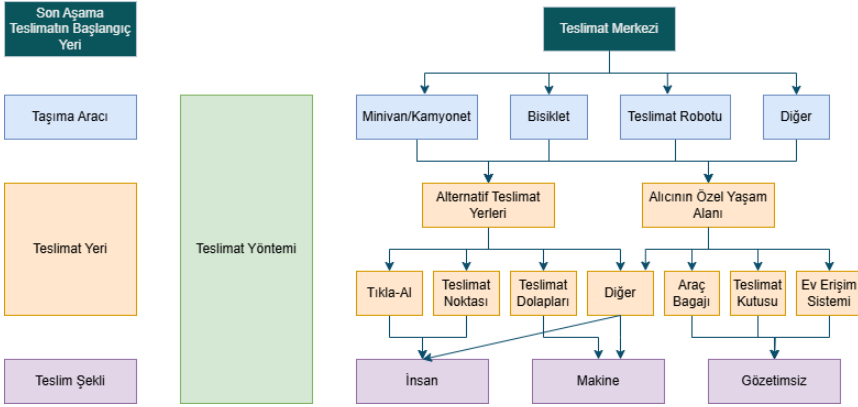 Son Aşama
Teslimatın Başlangıç
Yeri
Teslimat Merkezi
Taşıma Aracı
Minivan/Kamyonet
Bisiklet
Teslimat Robotu
Diğer
Teslimat Yeri
Teslimat Yöntemi
Alternatif Teslimat
Yerleri
Alıcının Özel Yaşam
Alanı
Tıkla-Al
Teslimat
Noktası
Teslimat
Dolapları
Diğer
Araç
Bagajı
Teslimat
Kutusu
Ev Erişim
Sistemi
Teslim Şekli
İnsan
Makine
Gözetimsiz